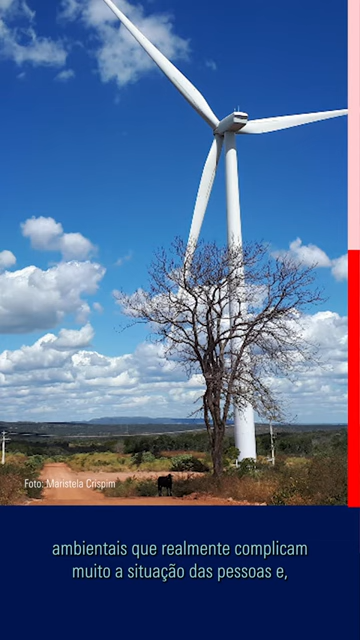 Foto: Maristela Crispim
ambientais que realmente complicam
muito a situação das pessoas e,